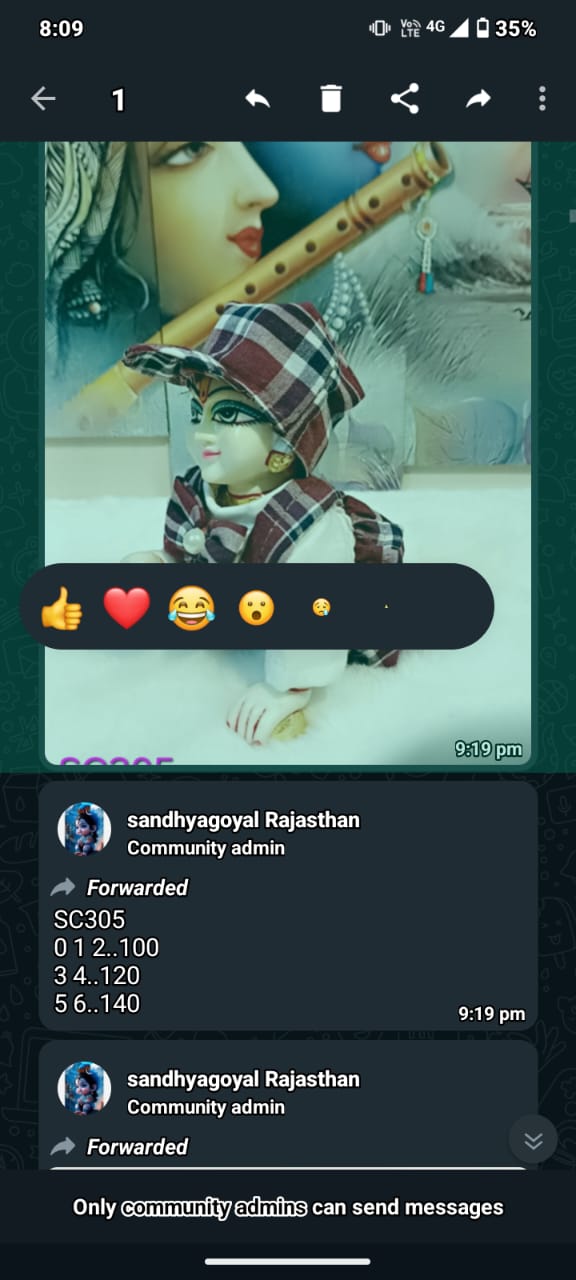 8:09
Vo
LTE
4G
35%
1
9:19 pm
SC305
sandhyagoyal Rajasthan
Community admin
Forwarded
SC305
0 1 2..100
3 4..120
5 6..140
9:19 pm
sandhyagoyal Rajasthan
Community admin
Forwarded
Only community admins can send messages